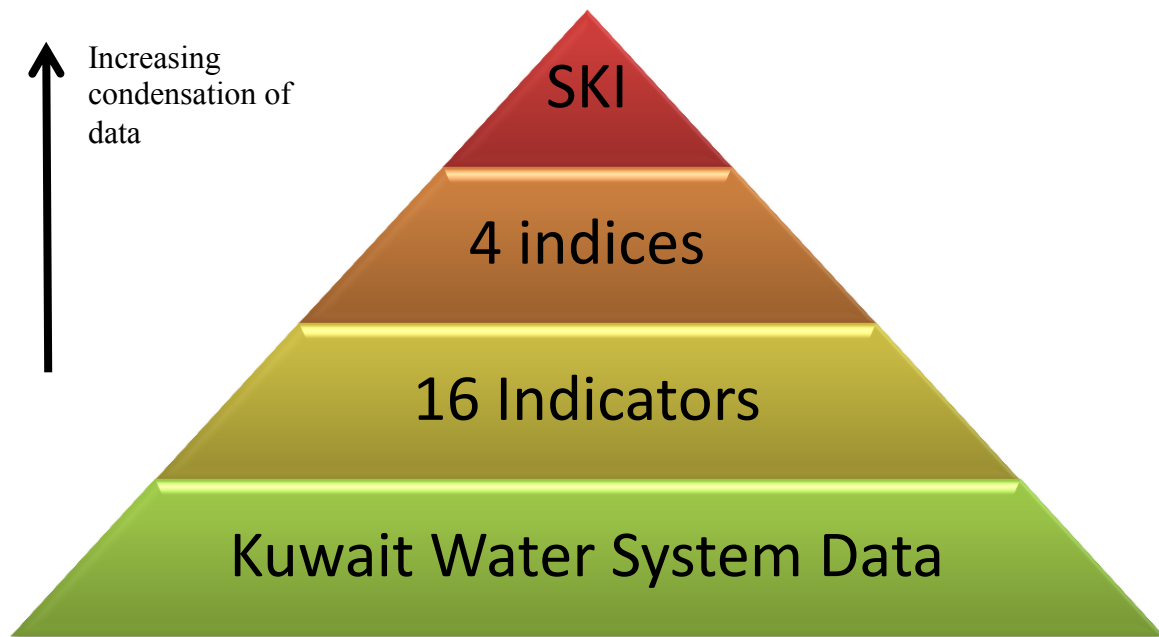 Increasing
condensation of
data
SKI
4 indices
16 Indicators
Kuwait Water System Data